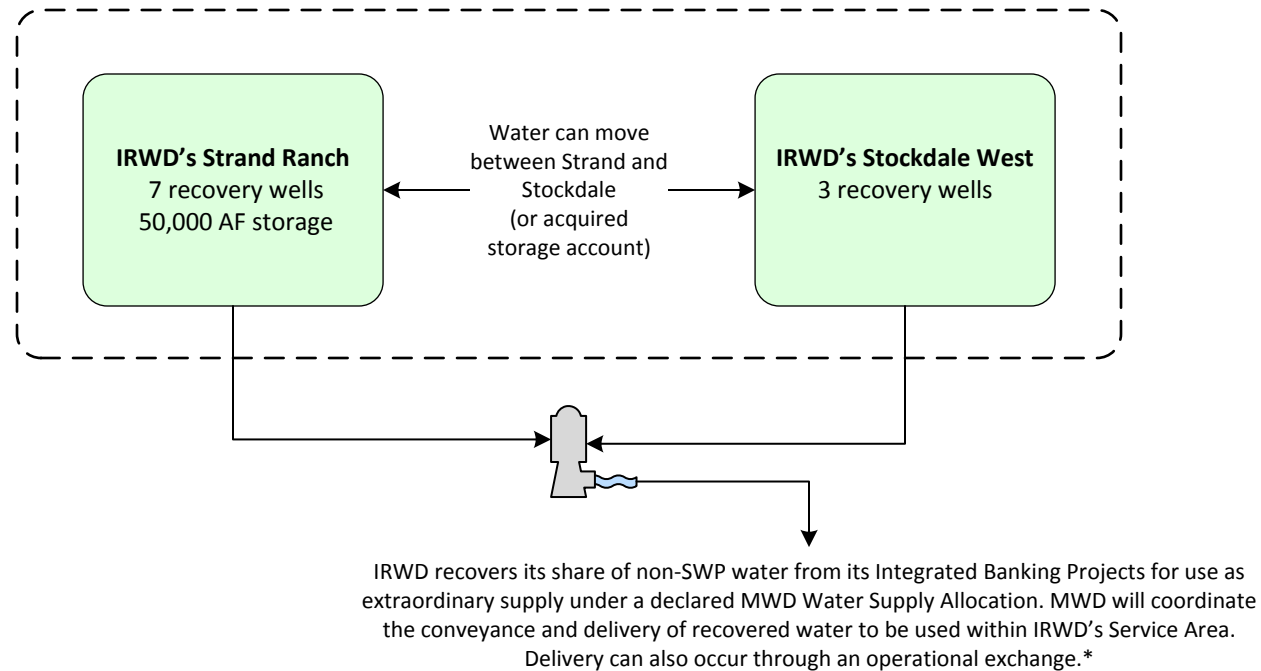 IRWD's Strand Ranch
7 recovery wells
50,000 AF storage
Water can move
between Strand and
Stockdale
(or acquired
storage account)
IRWD's Stockdale West
3 recovery wells
IRWD recovers its share of non-SWP water from its Integrated Banking Projects for use as
extraordinary supply under a declared MWD Water Supply Allocation. MWD will coordinate
the conveyance and delivery of recovered water to be used within IRWD's Service Area.
Delivery can also occur through an operational exchange.*